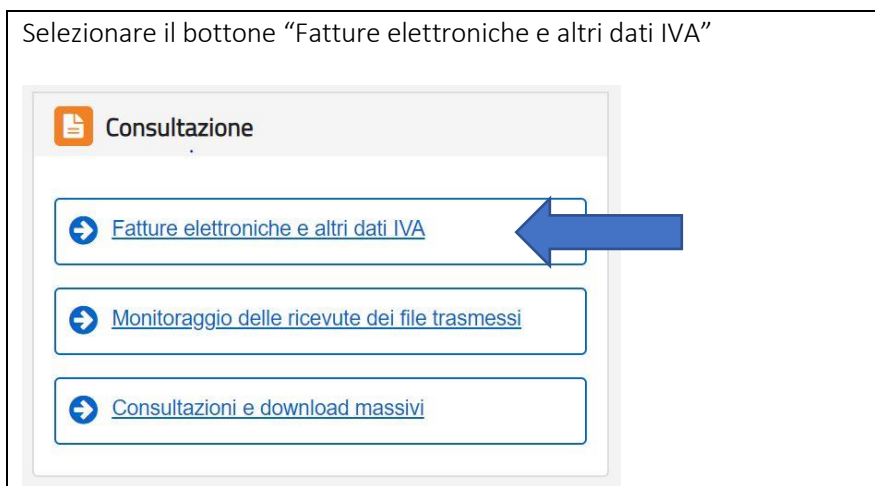 Selezionare il bottone “Fatture elettroniche e altri dati IVA”
Consultazione
Fatture elettroniche e altri dati IVA
Monitoraggio delle ricevute dei file trasmessi
Consultazioni e download massivi